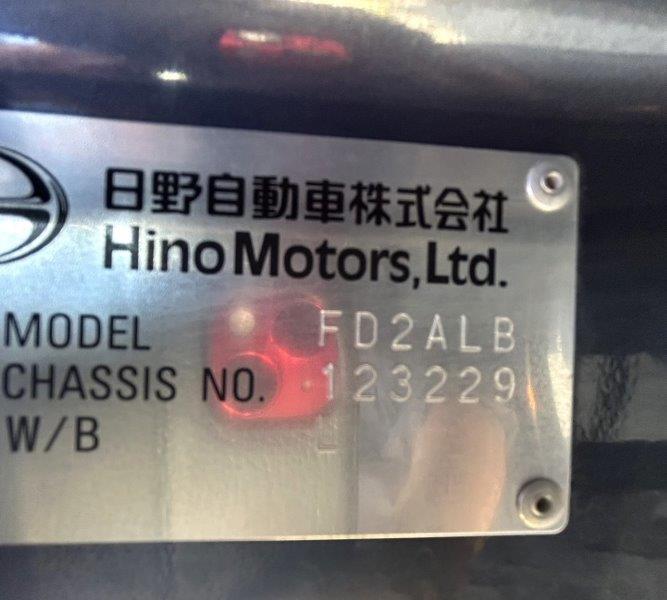 日野自動車株式会社
Hino Motors, Ltd.
MODEL FD2ALB
CHASSIS NO. 123229
W/B L